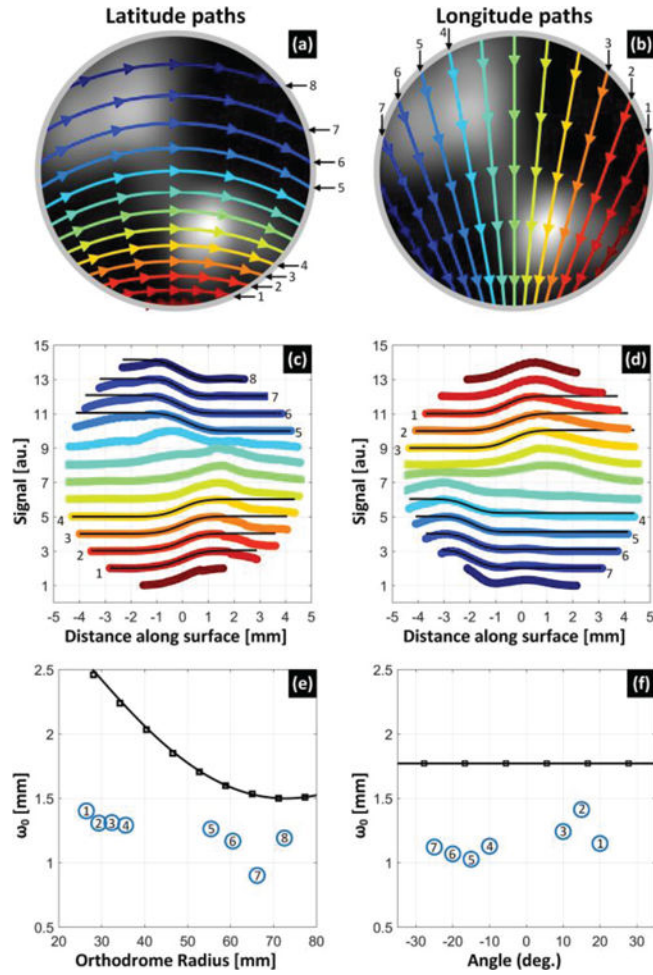 Latitude paths
Longitude paths
(a)
8
7
6
5
4
3
2
1
(b)
4
5
6
7
3
2
1
(c)
Signal [au.]
15
13
11
9
7
5
3
1
8
7
6
5
4
3
2
1
-5 -4 -3 -2 -1 0 1 2 3 4 5
Distance along surface [mm]
(d)
Signal [au.]
15
13
11
9
7
5
3
1
1
2
3
4
5
6
7
-5 -4 -3 -2 -1 0 1 2 3 4 5
Distance along surface [mm]
(e)
ω₀ [mm]
2.5
2
1.5
1
0.5
1 2 3 4 5 6 7 8
20 30 40 50 60 70 80
Orthodrome Radius [mm]
(f)
ω₀ [mm]
2.5
2
1.5
1
0.5
7 6 5 4 3 2 1
-30 -20 -10 0 10 20 30
Angle (deg.)